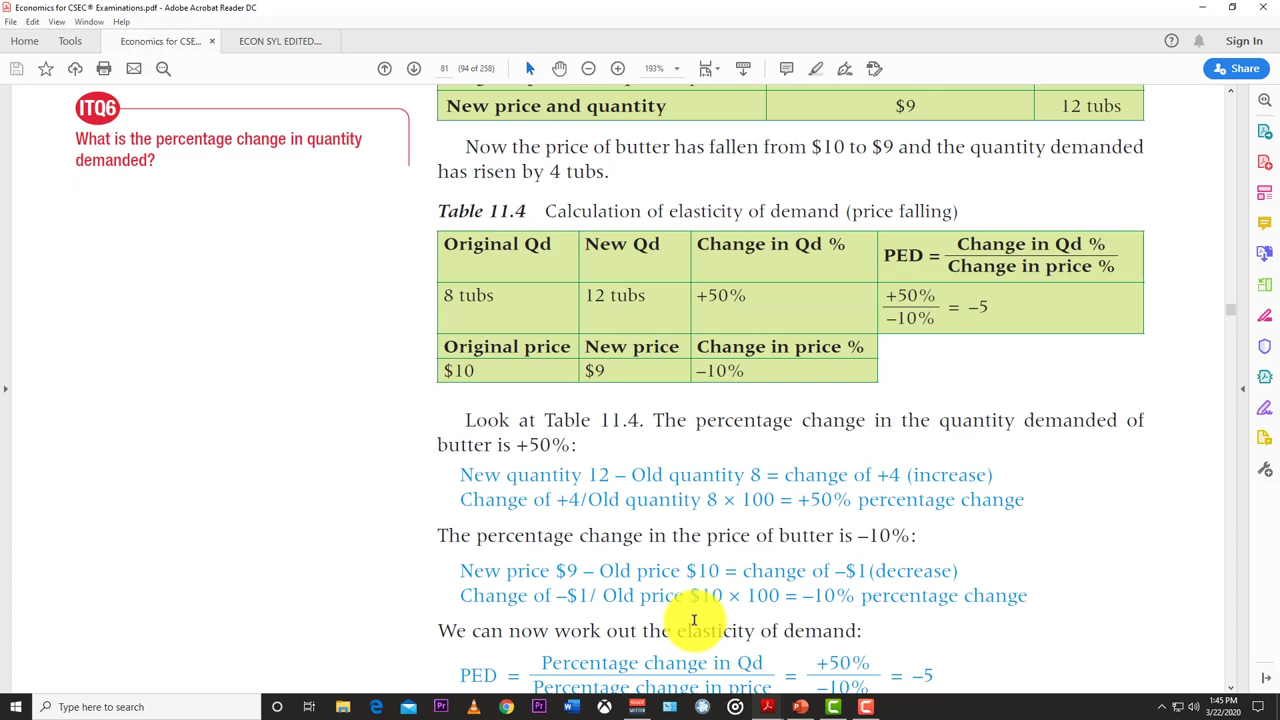 Economics for CSEC® Examinations.pdf - Adobe Acrobat Reader DC
File Edit View Window Help
Home Tools Economics for CSE... × ECON SYL EDITED....
Sign In
81 (94 of 258) 193%
Share
ITQ6
What is the percentage change in quantity
demanded?
New price and quantity $9 12 tubs
Now the price of butter has fallen from $10 to $9 and the quantity demanded
has risen by 4 tubs.
Table 11.4 Calculation of elasticity of demand (price falling)
Original Qd New Qd Change in Qd % PED = Change in Qd %
Change in price %
8 tubs 12 tubs +50% +50%
–10% = –5
Original price New price Change in price %
$10 $9 –10%
Look at Table 11.4. The percentage change in the quantity demanded of
butter is +50%:
New quantity 12 – Old quantity 8 = change of +4 (increase)
Change of +4/Old quantity 8 × 100 = +50% percentage change
The percentage change in the price of butter is –10%:
New price $9 – Old price $10 = change of –$1(decrease)
Change of –$1/ Old price $10 × 100 = –10% percentage change
We can now work out the elasticity of demand:
PED = Percentage change in Qd = +50% = –5
Percentage change in price –10%
Type here to search
1:45 PM
3/22/2020